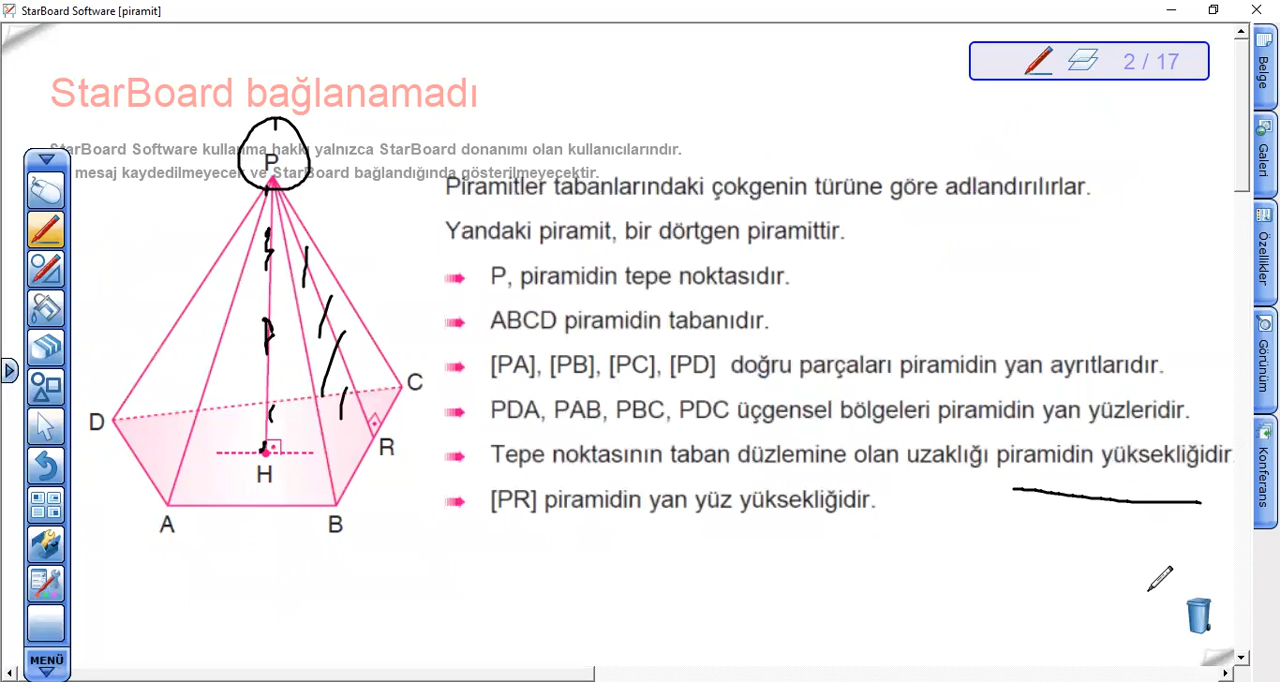 StarBoard Software [piramit]
2 / 17
StarBoard bağlanamadı
StarBoard Software kullanma hakkı yalnızca StarBoard donanımı olan kullanıcılarındır.
mesaj kaydedilmeyecek ve StarBoard bağlandığında gösterilmeyecektir.
Piramitler tabanlarındaki çokgenin türüne göre adlandırılırlar.
Yandaki piramit, bir dörtgen piramittir.
P, piramidin tepe noktasıdır.
ABCD piramidin tabanıdır.
[PA], [PB], [PC], [PD] doğru parçaları piramidin yan ayrıtlarıdır.
PDA, PAB, PBC, PDC üçgensel bölgeleri piramidin yan yüzleridir.
Tepe noktasının taban düzlemine olan uzaklığı piramidin yüksekliğidir
[PR] piramidin yan yüz yüksekliğidir.
P
C
D
R
H
A
B
MENÜ
Belge
Galeri
Özellikler
Görünüm
Konferans